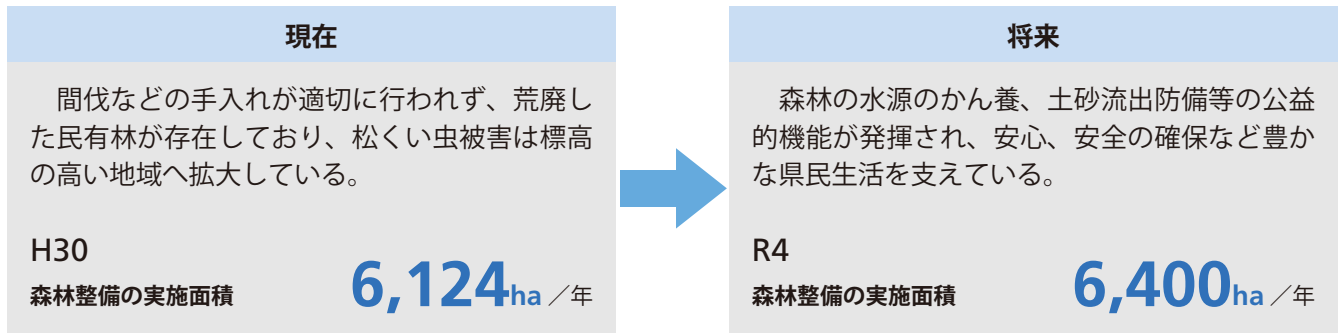 現在
間伐などの手入れが適切に行われず、荒廃し
た民有林が存在しており、松くい虫被害は標高
の高い地域へ拡大している。
H30
森林整備の実施面積 6,124ha/年
将来
森林の水源のかん養、土砂流出防備等の公益
的機能が発揮され、安心、安全の確保など豊か
な県民生活を支えている。
R4
森林整備の実施面積 6,400ha/年